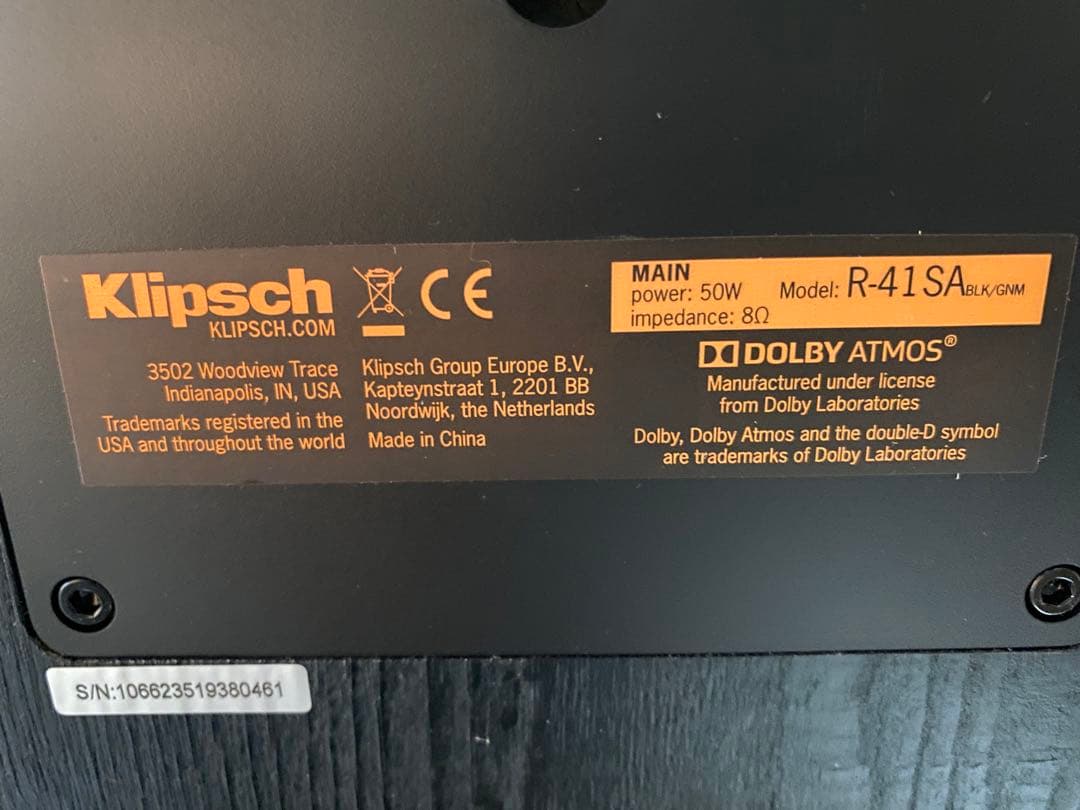 Klipsch
KLIPSCH.COM
CE
3502 Woodview Trace
Indianapolis, IN, USA
Trademarks registered in the
USA and throughout the world
Klipsch Group Europe B.V.,
Kapteynstraat 1, 2201 BB
Noordwijk, the Netherlands
Made in China
MAIN
power: 50W
impedance: 8Ω
Model: R-41SA BLK/GNM
DOLBY ATMOS®
Manufactured under license
from Dolby Laboratories
Dolby, Dolby Atmos and the double-D symbol
are trademarks of Dolby Laboratories
S/N:106623519380461